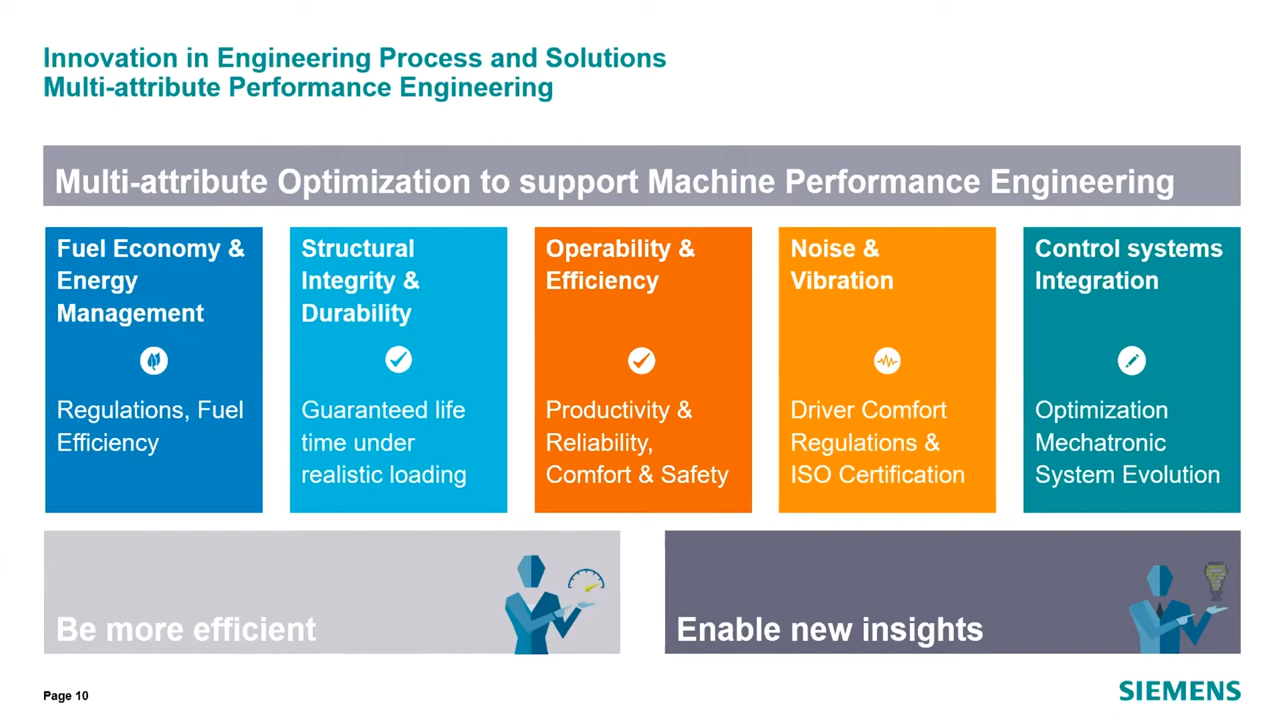 Innovation in Engineering Process and Solutions
Multi-attribute Performance Engineering
Multi-attribute Optimization to support Machine Performance Engineering
Fuel Economy &
Energy
Management
Regulations, Fuel
Efficiency
Structural
Integrity &
Durability
Guaranteed life
time under
realistic loading
Operability &
Efficiency
Productivity &
Reliability,
Comfort & Safety
Noise &
Vibration
Driver Comfort
Regulations &
ISO Certification
Control systems
Integration
Optimization
Mechatronic
System Evolution
Be more efficient
Enable new insights
Page 10
SIEMENS